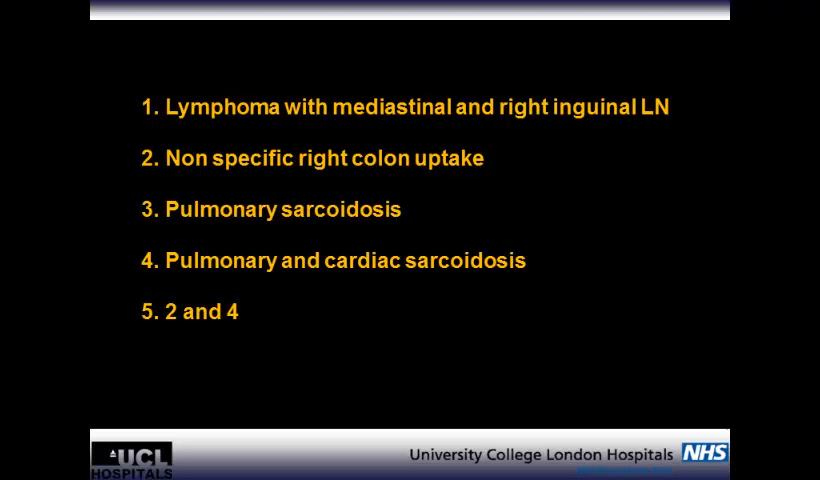 1. Lymphoma with mediastinal and right inguinal LN
2. Non specific right colon uptake
3. Pulmonary sarcoidosis
4. Pulmonary and cardiac sarcoidosis
5. 2 and 4
UCL
HOSPITALS
University College London Hospitals NHS